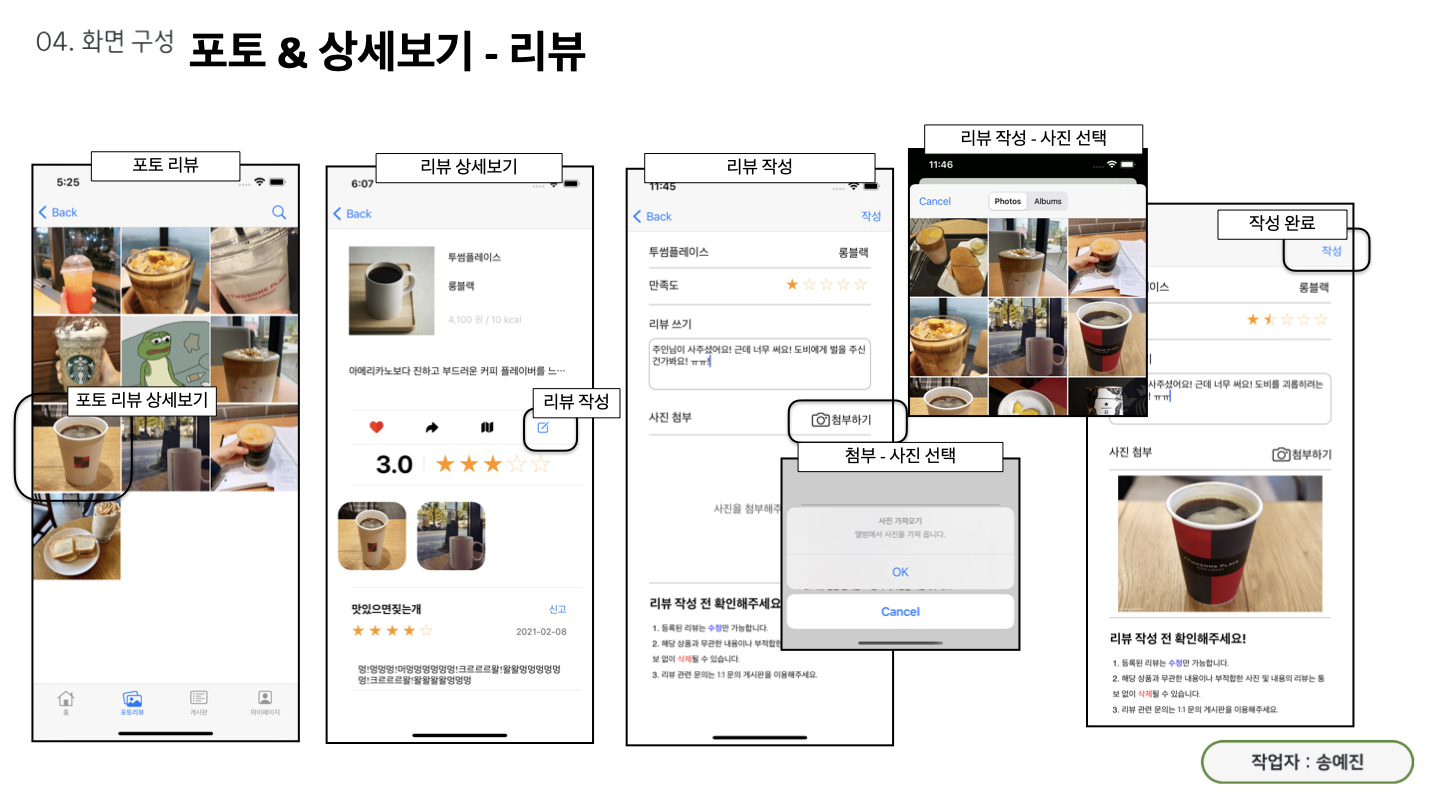 04. 화면 구성 포토 & 상세보기 - 리뷰
포토 리뷰
5:25
Back
포토 리뷰 상세보기
홈
포토리뷰
게시판
마이페이지
리뷰 상세보기
6:07
Back
투썸플레이스
롱블랙
4,100 원 / 10 kcal
아메리카노보다 진하고 부드러운 커피 플레이버를 느…
리뷰 작성
3.0
맛있으면짖는개
신고
2021-02-08
멍!멍멍멍!머멍멍멍멍멍!크르르르왈!왈왈멍멍멍멍멍
멍!크르르르왈!왈왈왈왈멍멍멍
리뷰 작성
11:45
Back
작성
투썸플레이스
롱블랙
만족도
리뷰 쓰기
주인님이 사주셨어요! 근데 너무 써요! 도비에게 벌을 주신
건가봐요! ㅠㅠ!
사진 첨부
첨부하기
사진을 첨부해주
리뷰 작성 전 확인해주세요
1. 등록된 리뷰는 수정만 가능합니다.
2. 해당 상품과 무관한 내용이나 부적합한
보 없이 삭제될 수 있습니다.
3. 리뷰 관련 문의는 1:1 문의 게시판을 이용해주세요.
첨부 - 사진 선택
사진 가져오기
앨범에서 사진을 가져 옵니다.
OK
Cancel
리뷰 작성 - 사진 선택
11:46
Cancel
Photos
Albums
작성 완료
작성
이스
롱블랙
사주셨어요! 근데 너무 써요! 도비를 괴롭히려는
! ㅠㅠ
사진 첨부
첨부하기
리뷰 작성 전 확인해주세요!
1. 등록된 리뷰는 수정만 가능합니다.
2. 해당 상품과 무관한 내용이나 부적합한 사진 및 내용의 리뷰는 통
보 없이 삭제될 수 있습니다.
3. 리뷰 관련 문의는 1:1 문의 게시판을 이용해주세요.
작업자 : 송예진